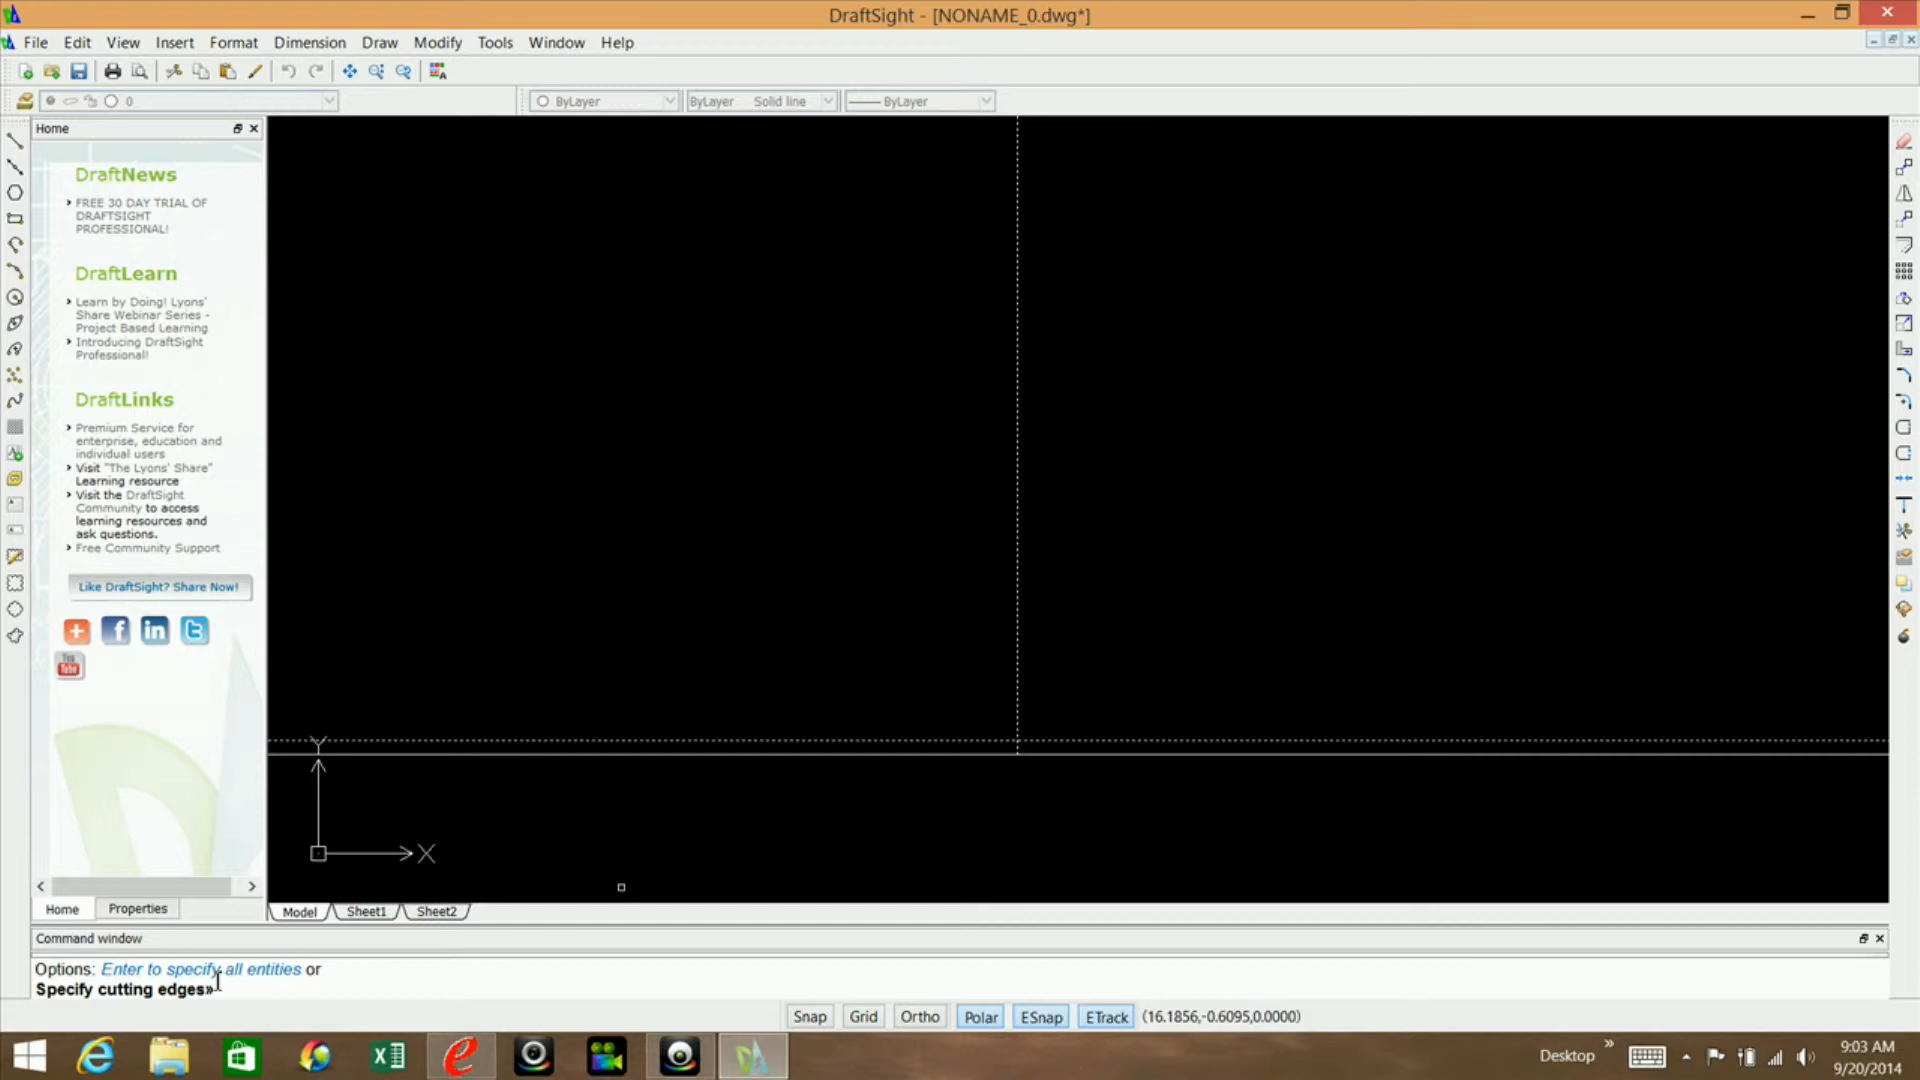 DraftSight - [NONAME_0.dwg*]
File Edit View Insert Format Dimension Draw Modify Tools Window Help
0 ByLayer ByLayer Solid line ByLayer
Home
DraftNews
FREE 30 DAY TRIAL OF
DRAFTSIGHT
PROFESSIONAL!
DraftLearn
Learn by Doing! Lyons'
Share Webinar Series -
Project Based Learning
Introducing DraftSight
Professional!
DraftLinks
Premium Service for
enterprise, education and
individual users
Visit "The Lyons' Share"
Learning resource
Visit the DraftSight
Community to access
learning resources and
ask questions.
Free Community Support
Like DraftSight? Share Now!
You
Tube
Y
X
Home Properties
Model Sheet1 Sheet2
Command window
Options: Enter to specify all entities or
Specify cutting edges»
Snap Grid Ortho Polar ESnap ETrack (16.1856,-0.6095,0.0000)
Desktop
9:03 AM
9/20/2014